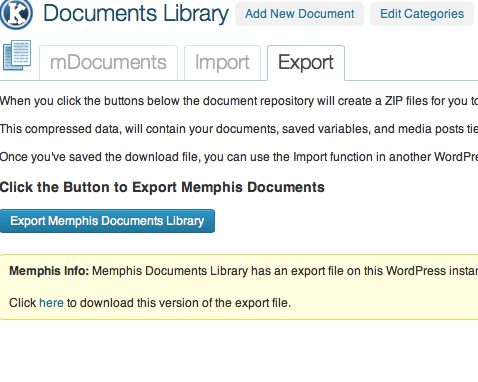 Documents Library Add New Document Edit Categories
mDocuments Import Export
When you click the buttons below the document repository will create a ZIP files for you to
This compressed data, will contain your documents, saved variables, and media posts tie
Once you've saved the download file, you can use the Import function in another WordPre
Click the Button to Export Memphis Documents
Export Memphis Documents Library
Memphis Info: Memphis Documents Library has an export file on this WordPress instan
Click here to download this version of the export file.